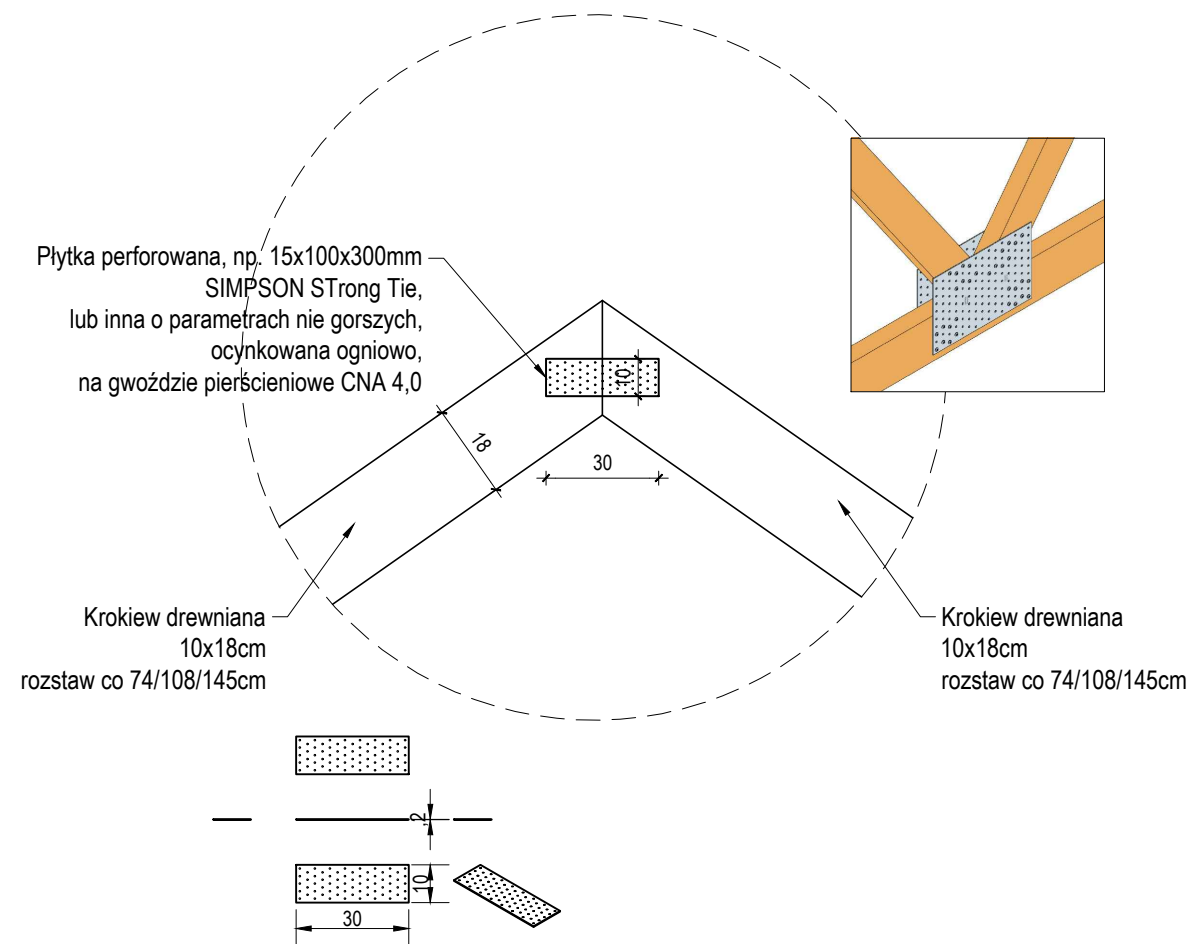 Płytka perforowana, np. 15x100x300mm
SIMPSON STrong Tie,
lub inna o parametrach nie gorszych,
ocynkowana ogniowo,
na gwoździe pierścieniowe CNA 4,0
10
18
30
Krokiew drewniana
10x18cm
rozstaw co 74/108/145cm
Krokiew drewniana
10x18cm
rozstaw co 74/108/145cm
,2
10
30